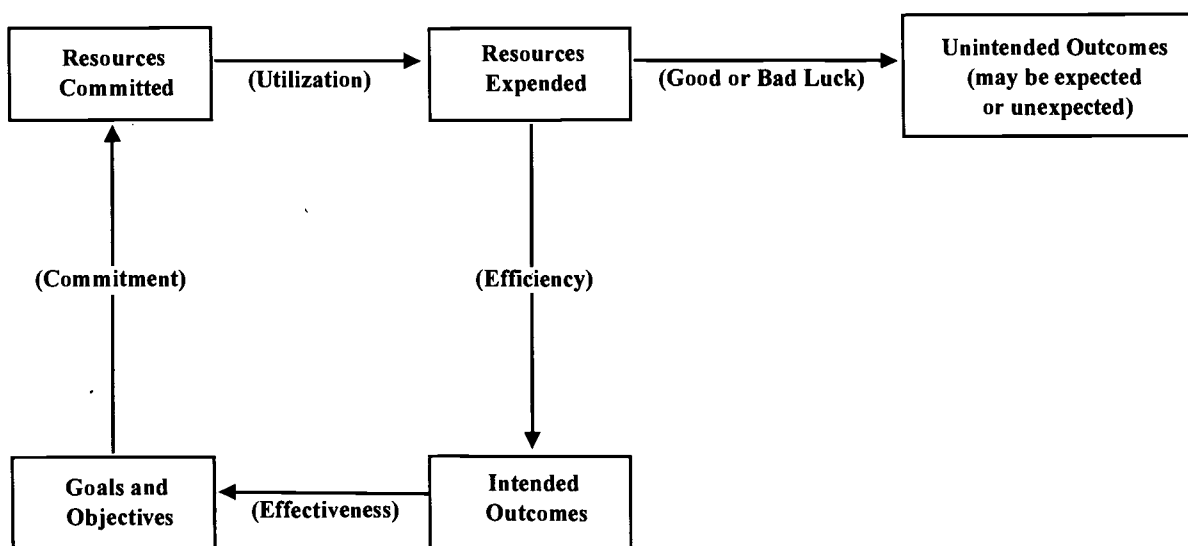 Resources
Committed
(Utilization)
Resources
Expended
(Good or Bad Luck)
Unintended Outcomes
(may be expected
or unexpected)
(Commitment)
(Efficiency)
Goals and
Objectives
(Effectiveness)
Intended
Outcomes